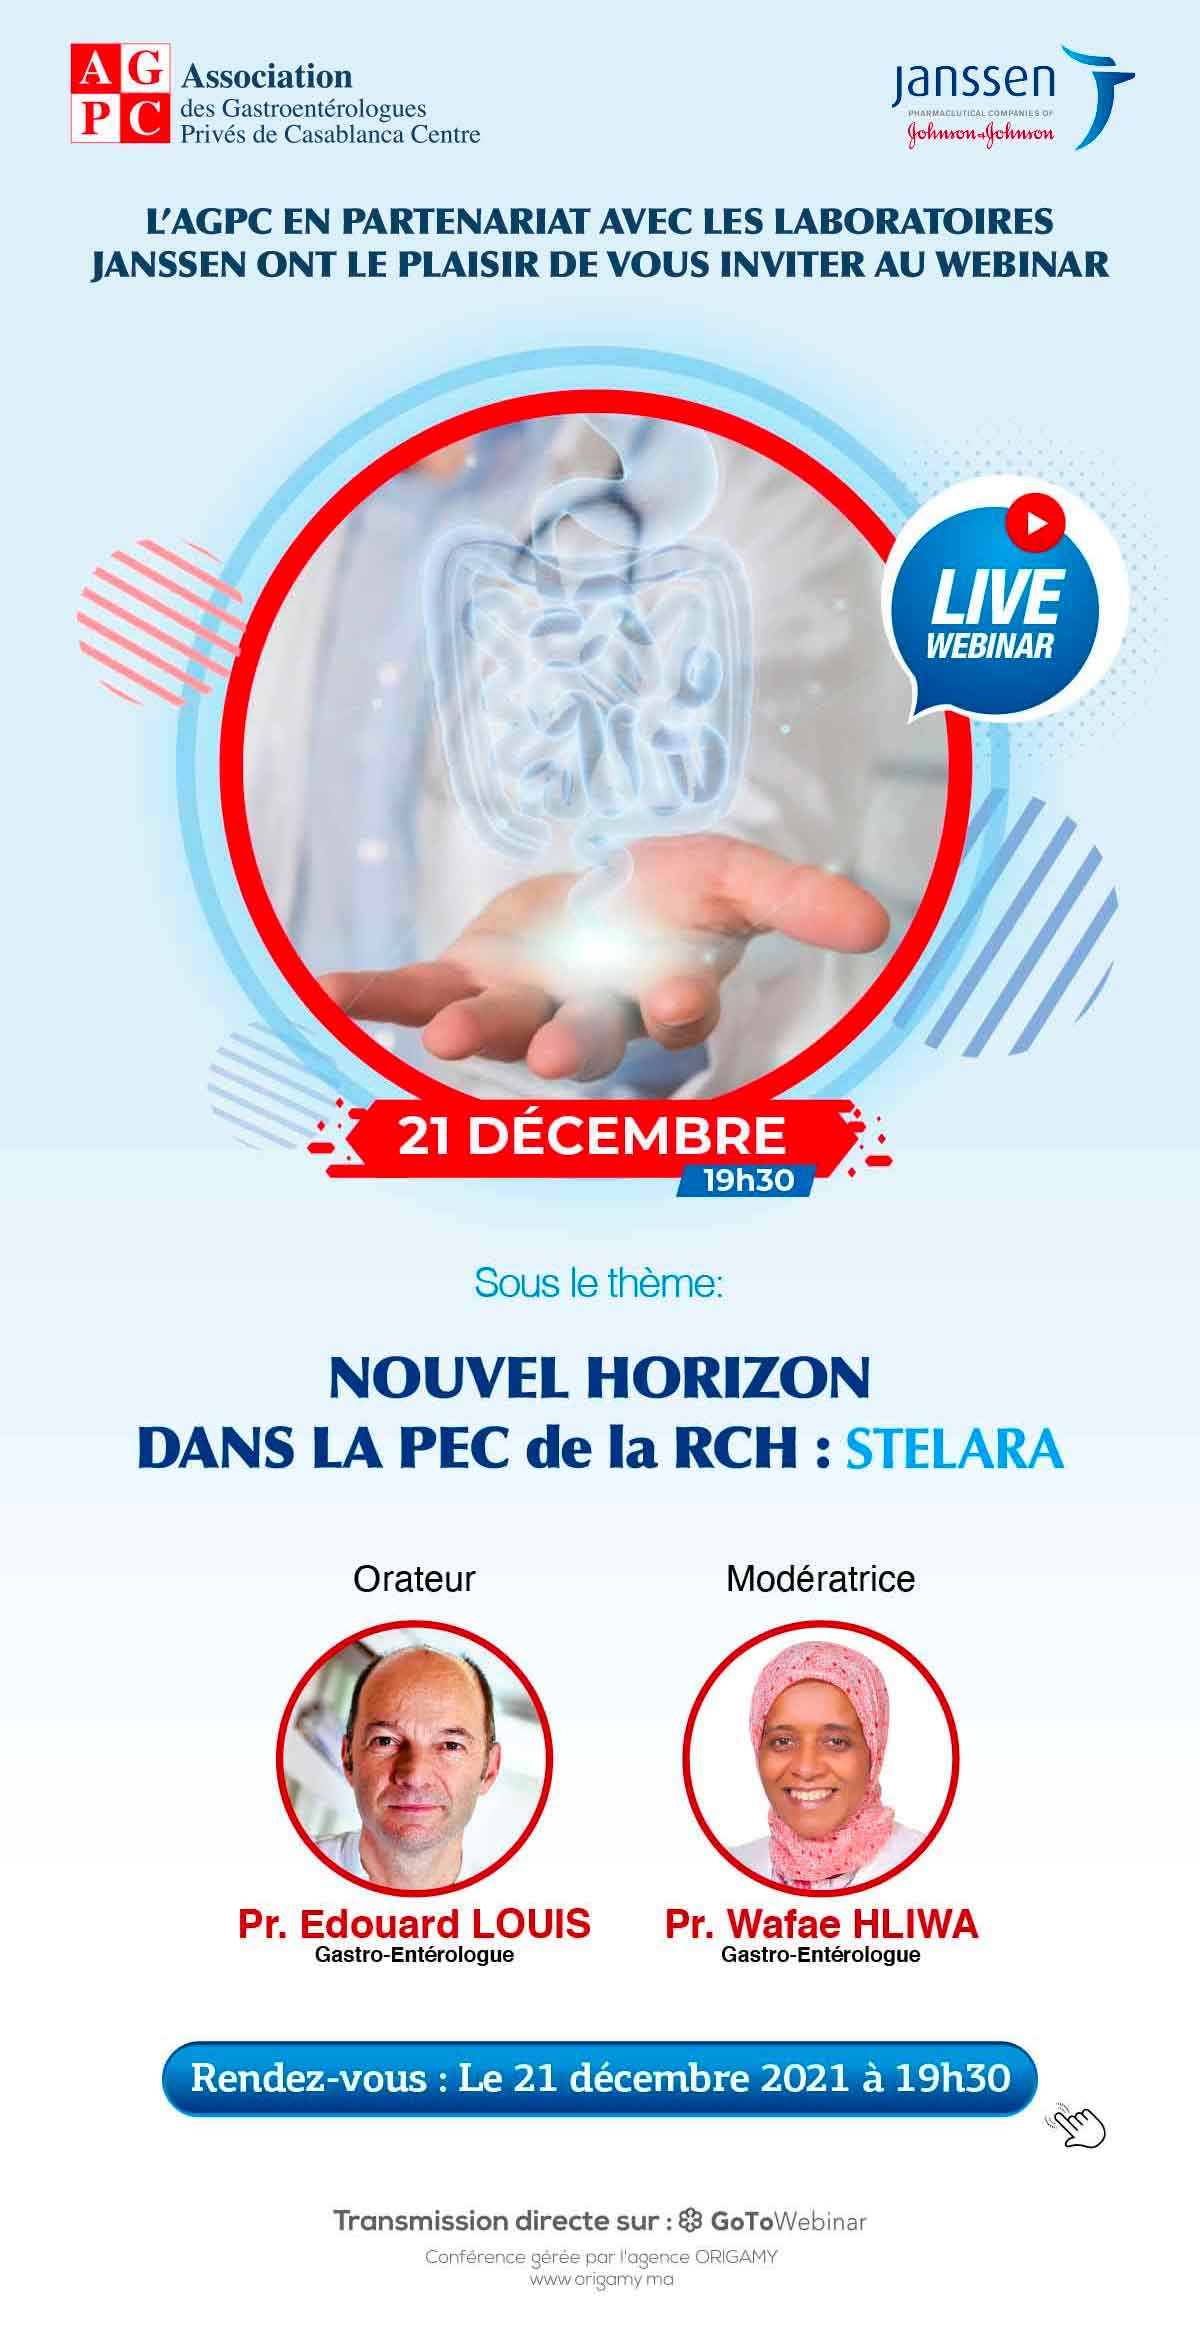 A G
P C
Association
des Gastroentérologues
Privés de Casablanca Centre
janssen
PHARMACEUTICAL COMPANIES OF
Johnson & Johnson
L'AGPC EN PARTENARIAT AVEC LES LABORATOIRES
JANSSEN ONT LE PLAISIR DE VOUS INVITER AU WEBINAR
LIVE
WEBINAR
21 DÉCEMBRE
19h30
Sous le thème:
NOUVEL HORIZON
DANS LA PEC de la RCH : STELARA
Orateur
Modératrice
Pr. Edouard LOUIS
Gastro-Entérologue
Pr. Wafae HLIWA
Gastro-Entérologue
Rendez-vous : Le 21 décembre 2021 à 19h30
Transmission directe sur : GoToWebinar
Conférence gérée par l'agence ORIGAMY
www origamy ma